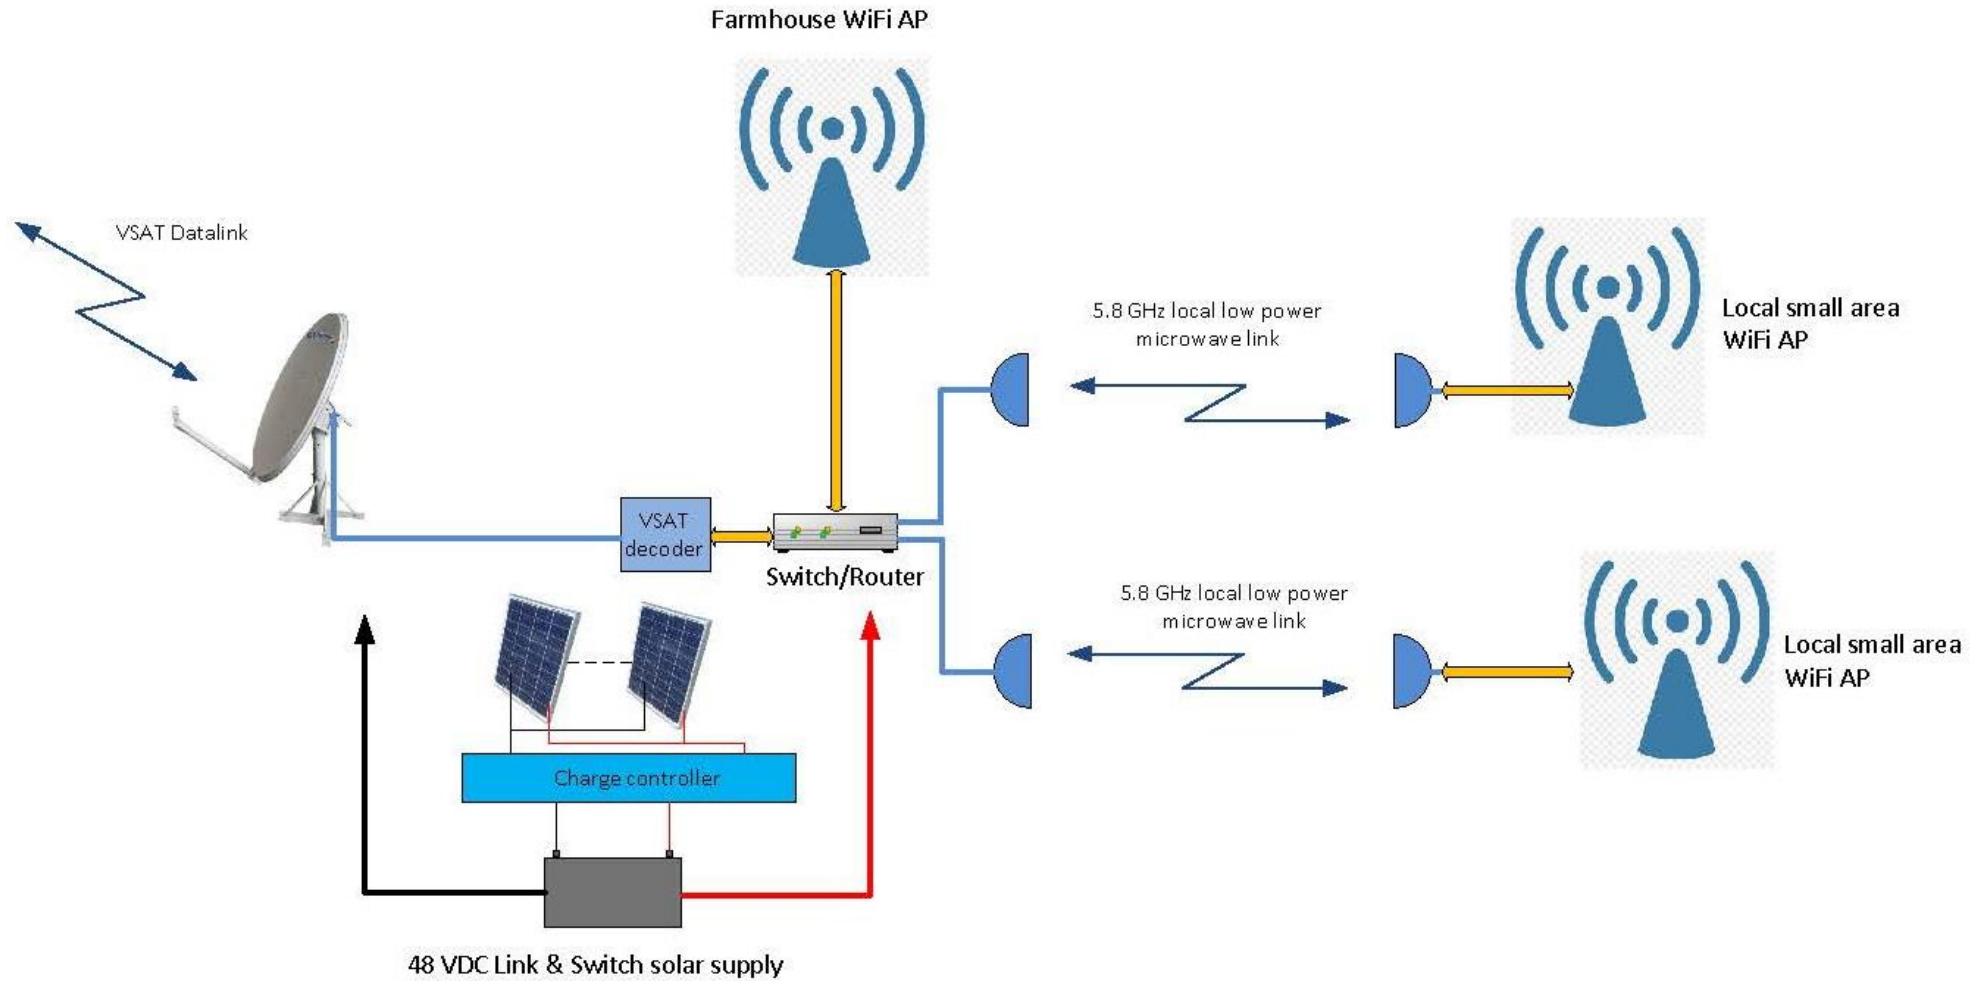 Farmhouse WiFi AP
VSAT Datalink
5.8 GHz local low power
microwave link
Local small area
WiFi AP
VSAT
decoder
Switch/Router
5.8 GHz local low power
microwave link
Local small area
WiFi AP
Charge controller
48 VDC Link & Switch solar supply